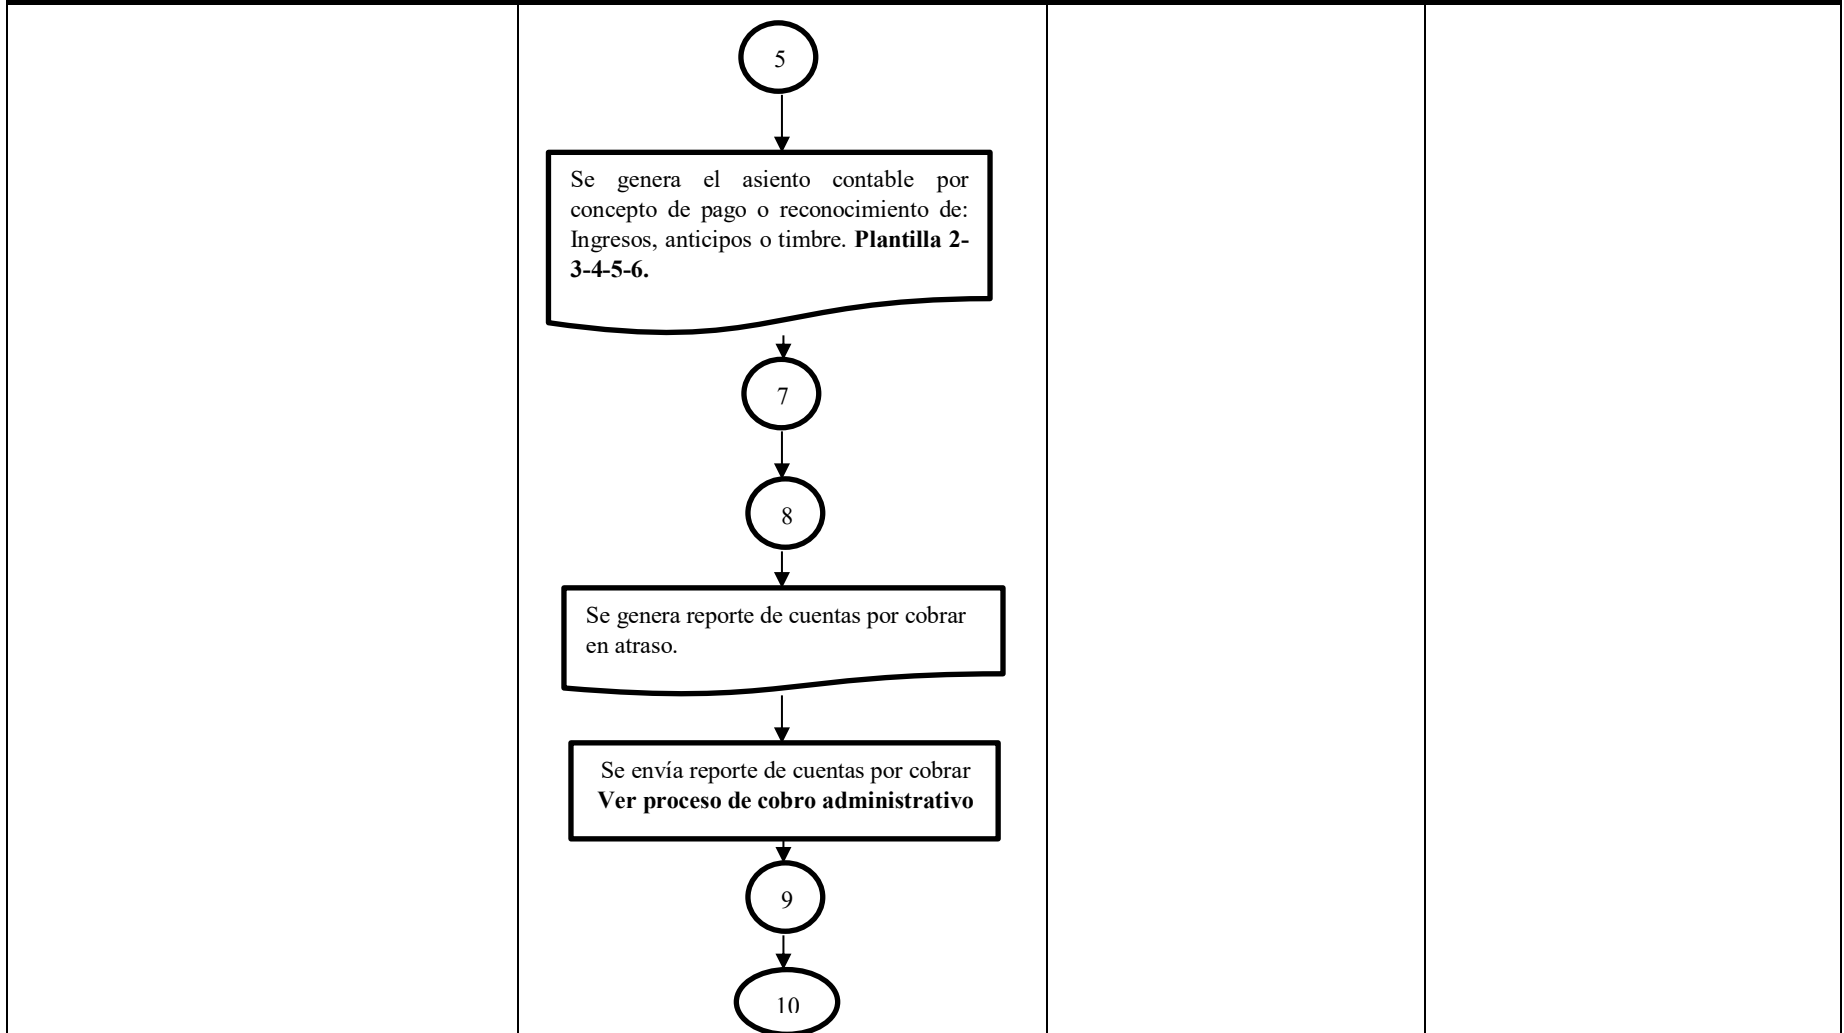 5
Se genera el asiento contable por
concepto de pago o reconocimiento de:
Ingresos, anticipos o timbre. Plantilla 2-
3-4-5-6.
7
8
Se genera reporte de cuentas por cobrar
en atraso.
Se envía reporte de cuentas por cobrar
Ver proceso de cobro administrativo
9
10